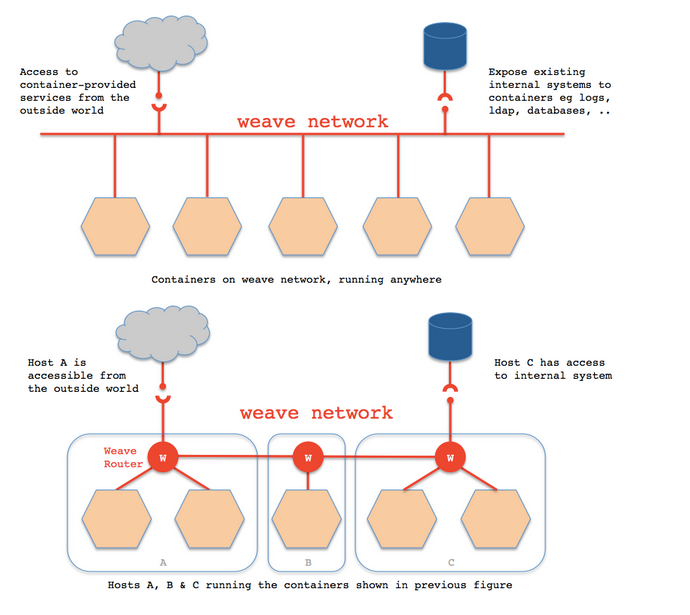 Access to
container-provided
services from the
outside world
Expose existing
internal systems to
containers eg logs,
ldap, databases, ..
weave network
Containers on weave network, running anywhere
Host A is
accessible from
the outside world
Host C has access
to internal system
weave network
Weave
Router
W
W
W
A
B
C
Hosts A, B & C running the containers shown in previous figure